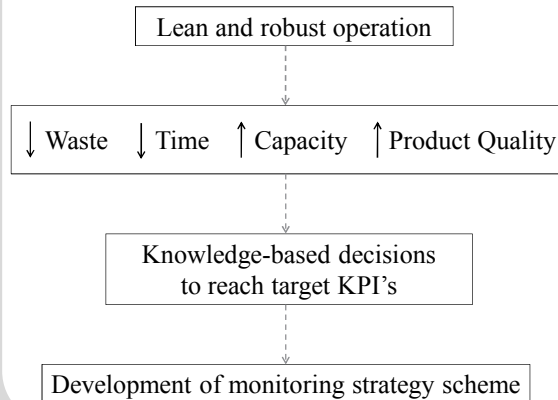 Lean and robust operation
↓ Waste ↓ Time ↑ Capacity ↑ Product Quality
Knowledge-based decisions
to reach target KPI’s
Development of monitoring strategy scheme